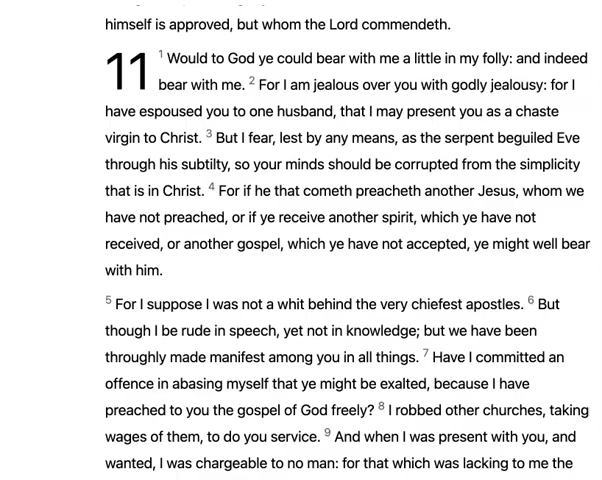 himself is approved, but whom the Lord commendeth.
11 1 Would to God ye could bear with me a little in my folly: and indeed
bear with me. 2 For I am jealous over you with godly jealousy: for I
have espoused you to one husband, that I may present you as a chaste
virgin to Christ. 3 But I fear, lest by any means, as the serpent beguiled Eve
through his subtilty, so your minds should be corrupted from the simplicity
that is in Christ. 4 For if he that cometh preacheth another Jesus, whom we
have not preached, or if ye receive another spirit, which ye have not
received, or another gospel, which ye have not accepted, ye might well bear
with him.
5 For I suppose I was not a whit behind the very chiefest apostles. 6 But
though I be rude in speech, yet not in knowledge; but we have been
throughly made manifest among you in all things. 7 Have I committed an
offence in abasing myself that ye might be exalted, because I have
preached to you the gospel of God freely? 8 I robbed other churches, taking
wages of them, to do you service. 9 And when I was present with you, and
wanted, I was chargeable to no man: for that which was lacking to me the